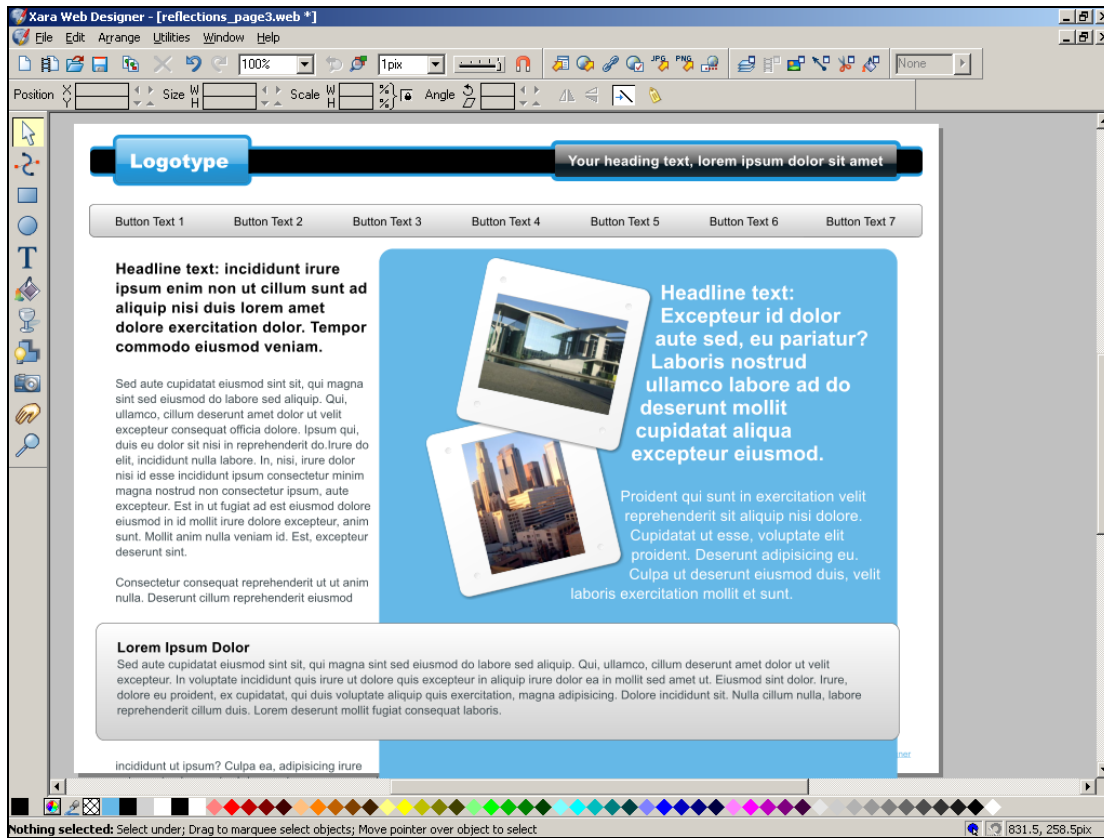 Xara Web Designer - [reflections_page3.web *]
File Edit Arrange Utilities Window Help
100% 1pix JPG PNG None
Position X Y Size W H Scale W H % % Angle
Logotype
Your heading text, lorem ipsum dolor sit amet
Button Text 1 Button Text 2 Button Text 3 Button Text 4 Button Text 5 Button Text 6 Button Text 7
Headline text: incididunt irure
ipsum enim non ut cillum sunt ad
aliquip nisi duis lorem amet
dolore exercitation dolor. Tempor
commodo eiusmod veniam.
Sed aute cupidatat eiusmod sint sit, qui magna
sint sed eiusmod do labore sed aliquip. Qui,
ullamco, cillum deserunt amet dolor ut velit
excepteur consequat officia dolore. Ipsum qui,
duis eu dolor sit nisi in reprehenderit do.Irure do
elit, incididunt nulla labore. In, nisi, irure dolor
nisi id esse incididunt ipsum consectetur minim
magna nostrud non consectetur ipsum, aute
excepteur. Est in ut fugiat ad est eiusmod dolore
eiusmod in id mollit irure dolore excepteur, anim
sunt. Mollit anim nulla veniam id. Est, excepteur
deserunt sint.
Consectetur consequat reprehenderit ut ut anim
nulla. Deserunt cillum reprehenderit eiusmod
Headline text:
Excepteur id dolor
aute sed, eu pariatur?
Laboris nostrud
ullamco labore ad do
deserunt mollit
cupidatat aliqua
excepteur eiusmod.
Proident qui sunt in exercitation velit
reprehenderit sit aliquip nisi dolore.
Cupidatat ut esse, voluptate elit
proident. Deserunt adipisicing eu.
Culpa ut deserunt eiusmod duis, velit
laboris exercitation mollit et sunt.
Lorem Ipsum Dolor
Sed aute cupidatat eiusmod sint sit, qui magna sint sed eiusmod do labore sed aliquip. Qui, ullamco, cillum deserunt amet dolor ut velit
excepteur. In voluptate incididunt quis irure ut dolore quis excepteur in aliquip irure dolor ea in mollit sed amet ut. Eiusmod sint dolor. Irure,
dolore eu proident, ex cupidatat, qui duis voluptate aliquip quis exercitation, magna adipisicing. Dolore incididunt sit. Nulla cillum nulla, labore
reprehenderit cillum duis. Lorem deserunt mollit fugiat consequat laboris.
incididunt ut ipsum? Culpa ea, adipisicing irure
Nothing selected: Select under; Drag to marquee select objects; Move pointer over object to select
831.5, 258.5pix